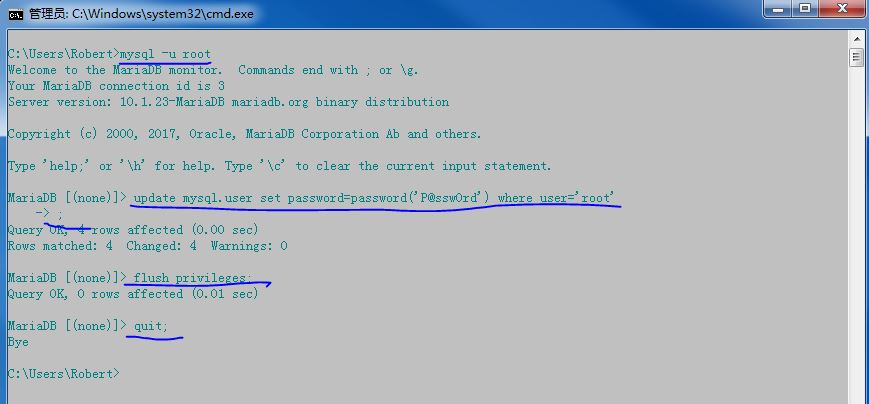 管理员: C:\Windows\system32\cmd.exe
C:\Users\Robert>mysql -u root
Welcome to the MariaDB monitor.  Commands end with ; or \g.
Your MariaDB connection id is 3
Server version: 10.1.23-MariaDB mariadb.org binary distribution
Copyright (c) 2000, 2017, Oracle, MariaDB Corporation Ab and others.
Type 'help;' or '\h' for help. Type '\c' to clear the current input statement.
MariaDB [(none)]> update mysql.user set password=password('P@ssw0rd') where user='root'
    -> ;
Query OK, 4 rows affected (0.00 sec)
Rows matched: 4  Changed: 4  Warnings: 0
MariaDB [(none)]> flush privileges;
Query OK, 0 rows affected (0.01 sec)
MariaDB [(none)]> quit;
Bye
C:\Users\Robert>